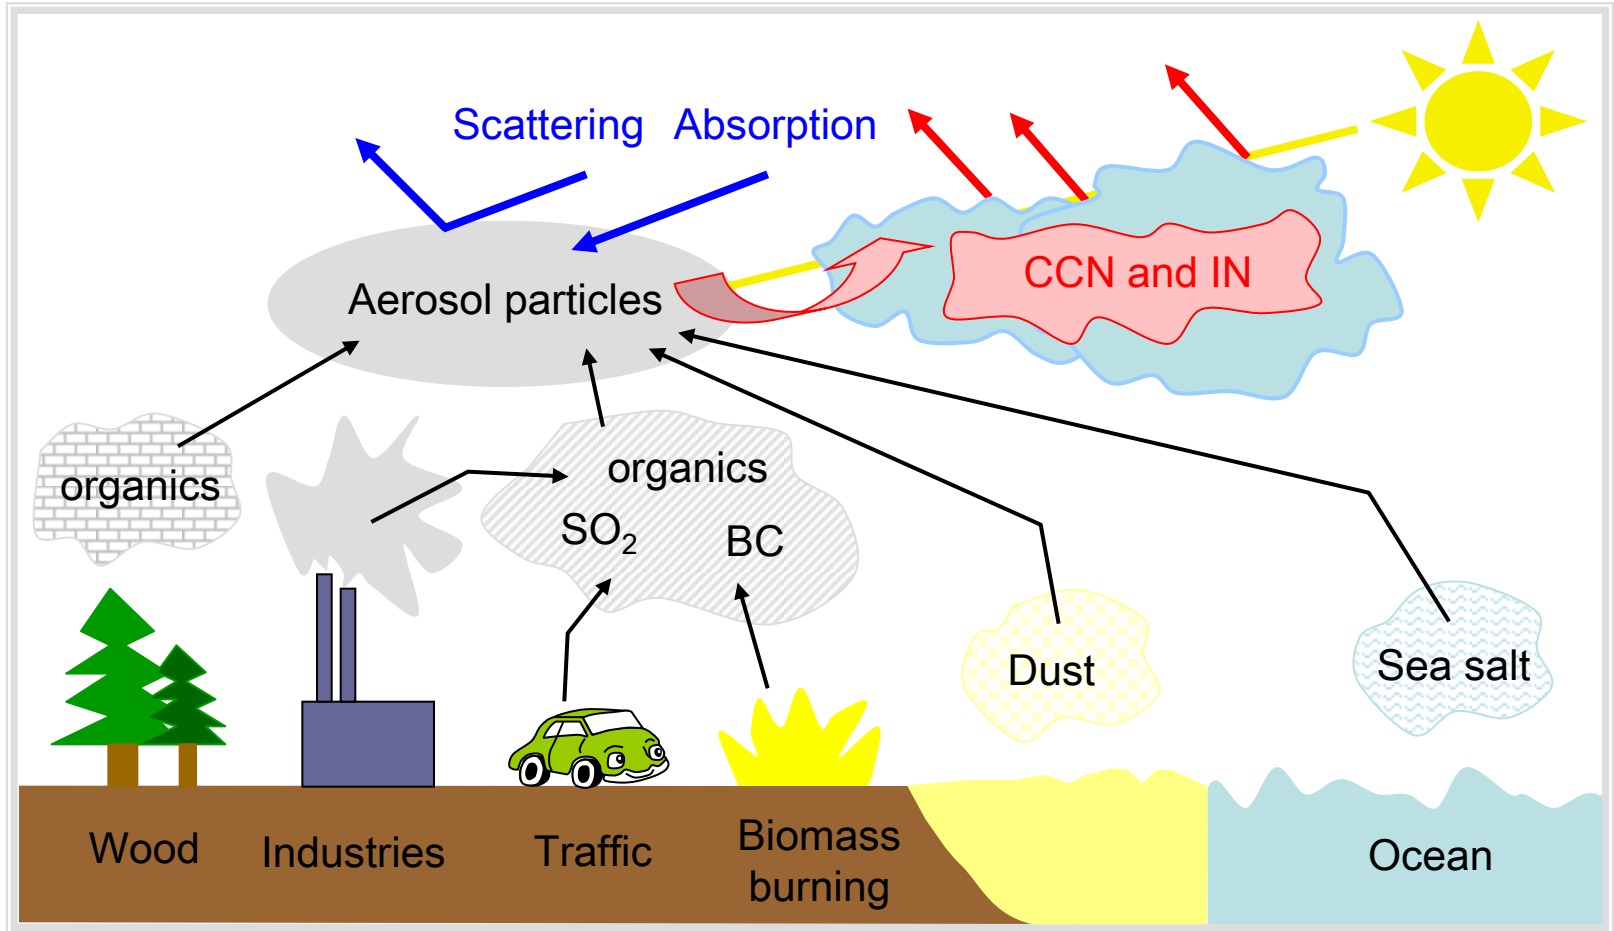 Scattering Absorption
CCN and IN
Aerosol particles
organics
organics
SO₂ BC
Dust
Sea salt
Wood
Industries
Traffic
Biomass
burning
Ocean